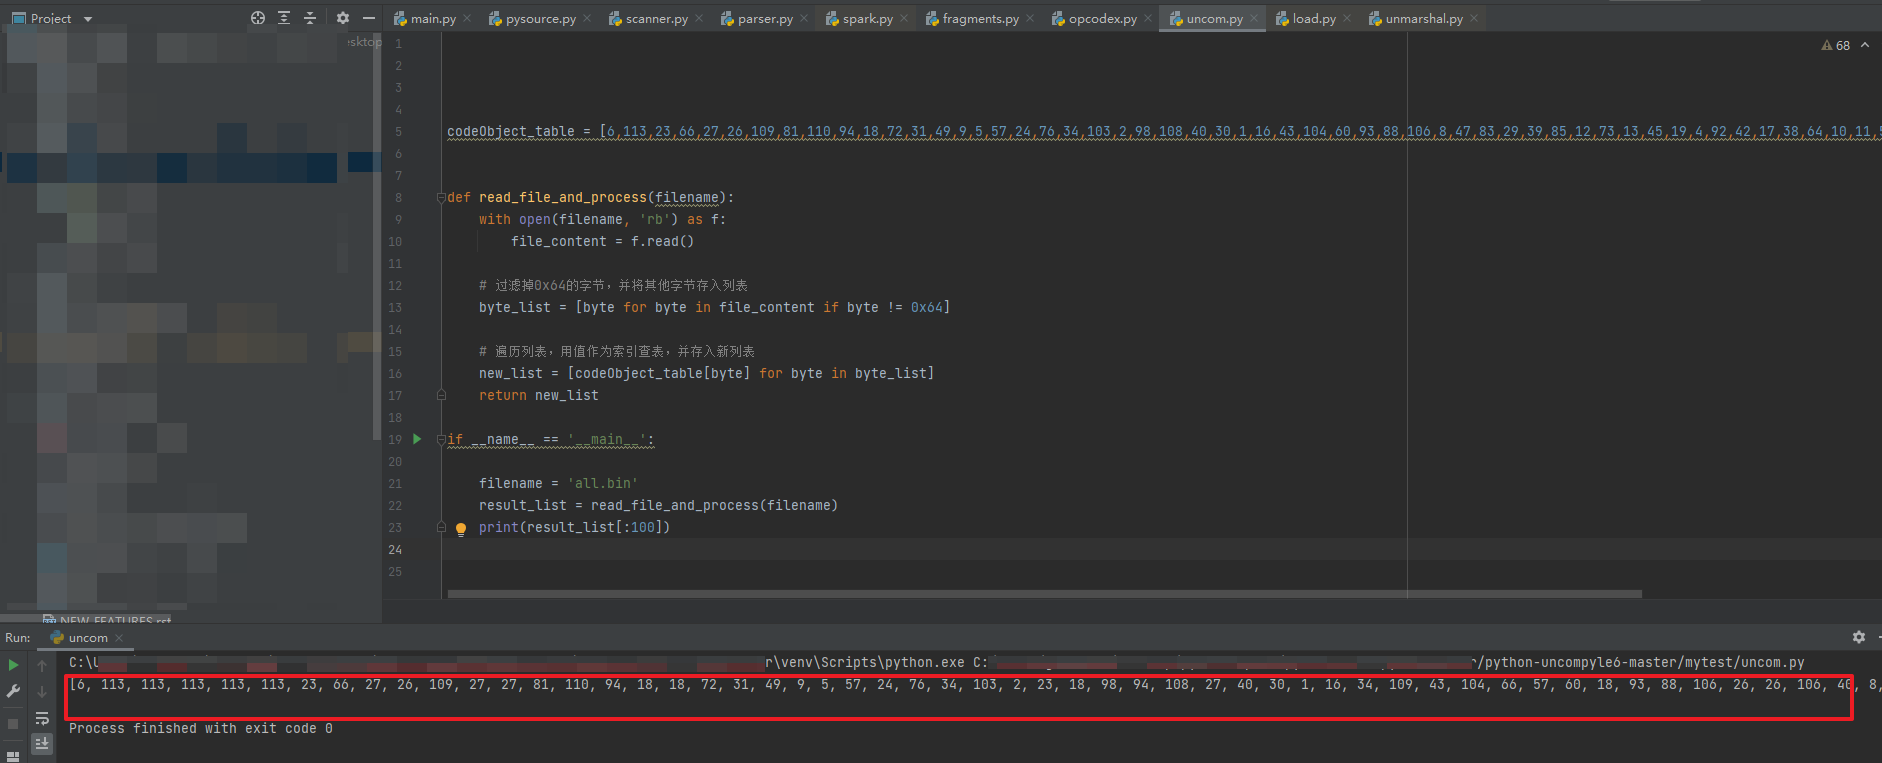 Project
main.py
pysource.py
scanner.py
parser.py
spark.py
fragments.py
opcodex.py
uncom.py
load.py
unmarshal.py
68
1
2
3
4
5 codeObject_table = [6,113,23,66,27,26,109,81,110,94,18,72,31,49,9,5,57,24,76,34,103,2,98,108,40,30,1,16,43,104,60,93,88,106,8,47,83,29,39,85,12,73,13,45,19,4,92,42,17,38,64,10,11,5
6
7
8 def read_file_and_process(filename):
9 with open(filename, 'rb') as f:
10 file_content = f.read()
11
12 # 过滤掉0x64的字节，并将其他字节存入列表
13 byte_list = [byte for byte in file_content if byte != 0x64]
14
15 # 遍历列表，用值作为索引查表，并存入新列表
16 new_list = [codeObject_table[byte] for byte in byte_list]
17 return new_list
18
19 if __name__ == '__main__':
20
21 filename = 'all.bin'
22 result_list = read_file_and_process(filename)
23 print(result_list[:100])
24
25
NEW_FEATURES.rst
Run: uncom
C:\U r\venv\Scripts\python.exe C: r/python-uncompyle6-master/mytest/uncom.py
[6, 113, 113, 113, 113, 113, 23, 66, 27, 26, 109, 27, 27, 81, 110, 94, 18, 18, 72, 31, 49, 9, 5, 57, 24, 76, 34, 103, 2, 23, 18, 98, 94, 108, 27, 40, 30, 1, 16, 34, 109, 43, 104, 66, 57, 60, 18, 93, 88, 106, 26, 26, 106, 40, 8,
Process finished with exit code 0